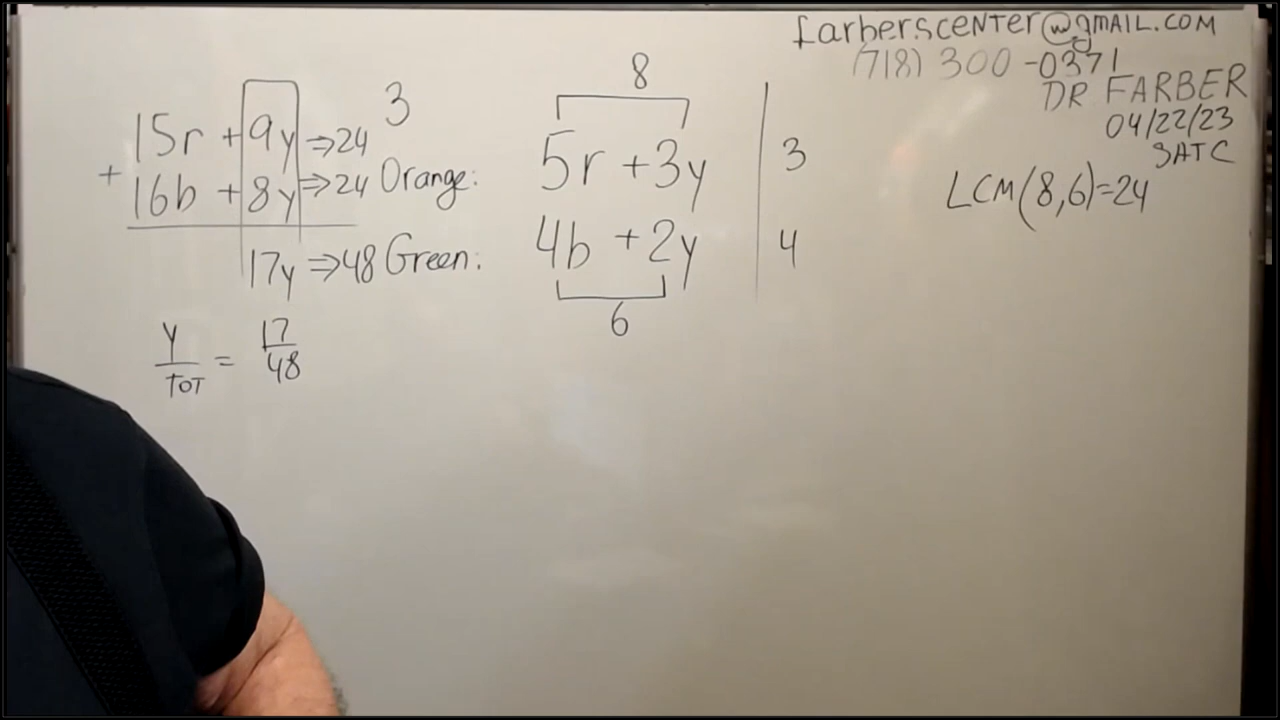 farberscenter@gmail.com
(718) 300-0371
DR FARBER
04/22/23
SATC
LCM(8,6)=24
3
15r + 9y ⇒ 24
+ 16b + 8y ⇒ 24
17y ⇒ 48
Y/TOT = 17/48
8
Orange: 5r + 3y | 3
Green: 4b + 2y | 4
6